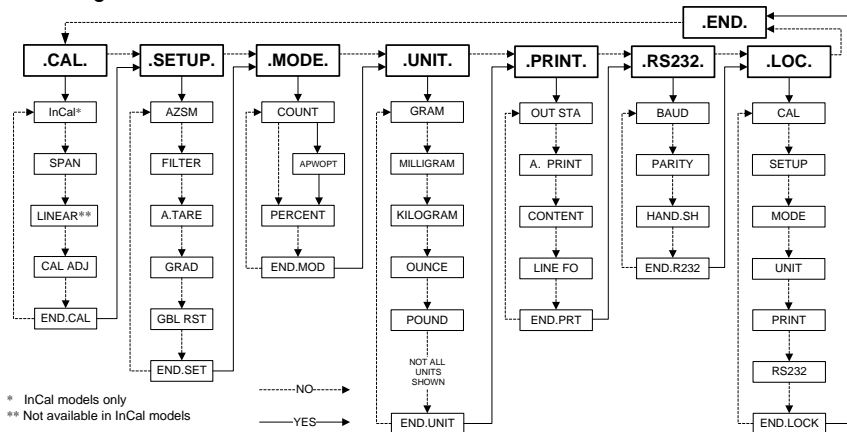 .END.
.CAL.
.SETUP.
.MODE.
.UNIT.
.PRINT.
.RS232.
.LOC.
InCal*
SPAN
LINEAR**
CAL ADJ
END.CAL
AZSM
FILTER
A.TARE
GRAD
GBL RST
END.SET
COUNT
APWOPT
PERCENT
END.MOD
GRAM
MILLIGRAM
KILOGRAM
OUNCE
POUND
NOT ALL
UNITS
SHOWN
END.UNIT
OUT STA
A. PRINT
CONTENT
LINE FO
END.PRT
BAUD
PARITY
HAND.SH
END.R232
CAL
SETUP
MODE
UNIT
PRINT
RS232
END.LOCK
NO
YES
* InCal models only
** Not available in InCal models